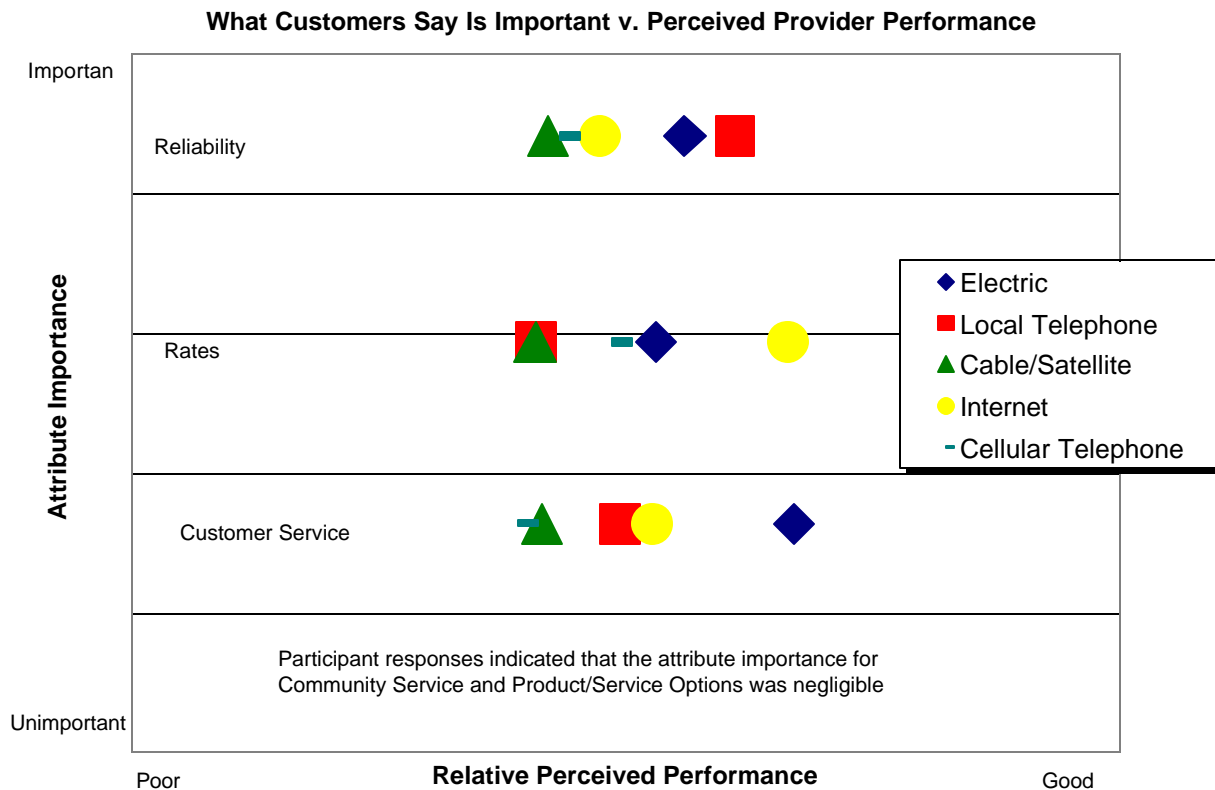 What Customers Say Is Important v. Perceived Provider Performance
Importan
Reliability
Electric
Local Telephone
Rates
Cable/Satellite
Internet
Cellular Telephone
Attribute Importance
Customer Service
Participant responses indicated that the attribute importance for
Community Service and Product/Service Options was negligible
Unimportant
Poor
Relative Perceived Performance
Good